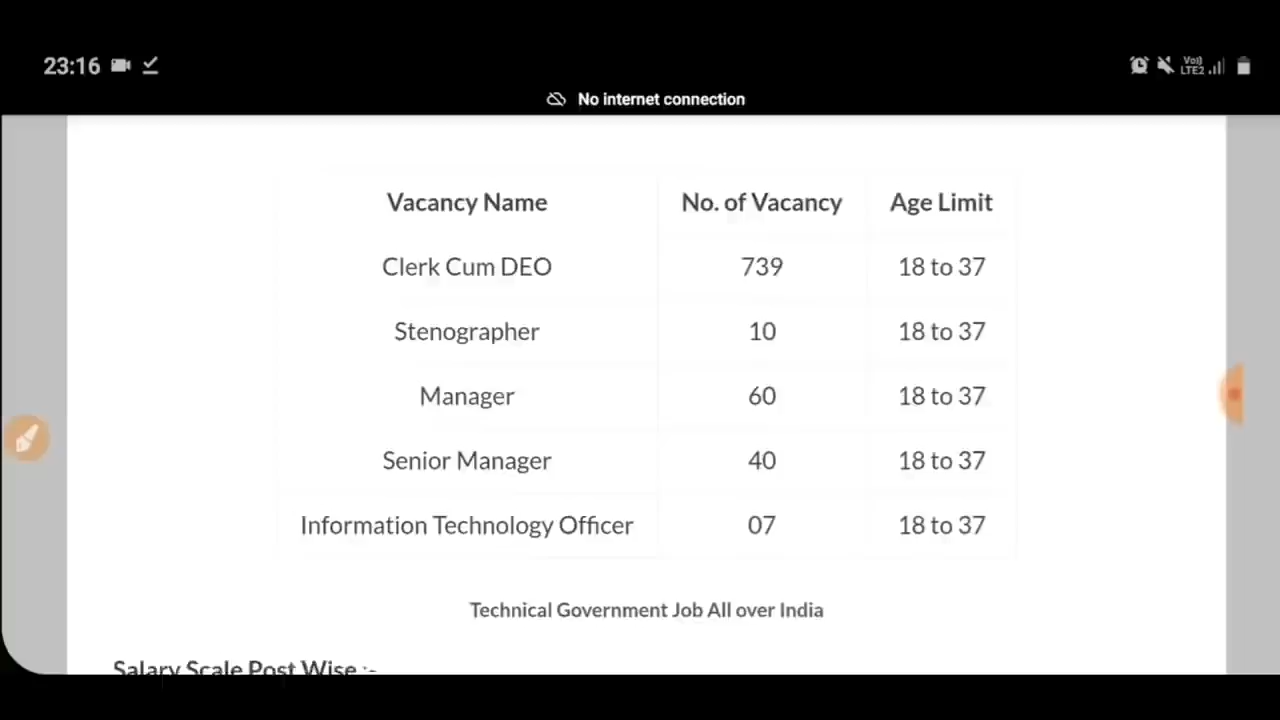 23:16
Vo)) LTE2
No internet connection
Vacancy Name No. of Vacancy Age Limit
Clerk Cum DEO 739 18 to 37
Stenographer 10 18 to 37
Manager 60 18 to 37
Senior Manager 40 18 to 37
Information Technology Officer 07 18 to 37
Technical Government Job All over India
Salary Scale Post Wise :-